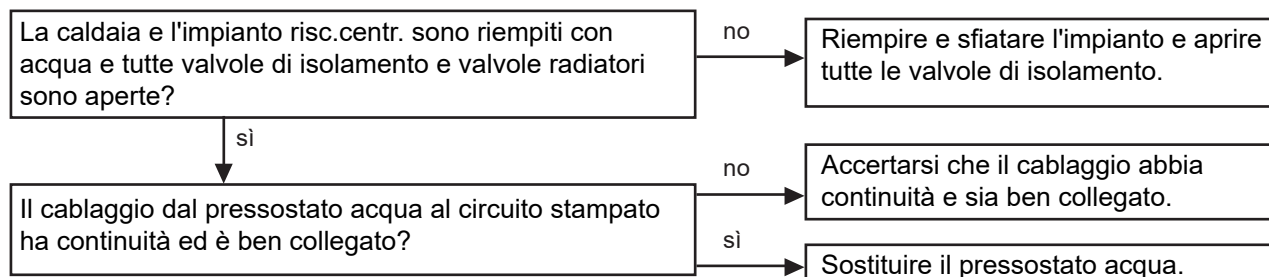 La caldaia e l'impianto risc.centr. sono riempiti con
acqua e tutte valvole di isolamento e valvole radiatori
sono aperte?
no
Riempire e sfiatare l'impianto e aprire
tutte le valvole di isolamento.
sì
Il cablaggio dal pressostato acqua al circuito stampato
ha continuità ed è ben collegato?
no
Accertarsi che il cablaggio abbia
continuità e sia ben collegato.
sì
Sostituire il pressostato acqua.